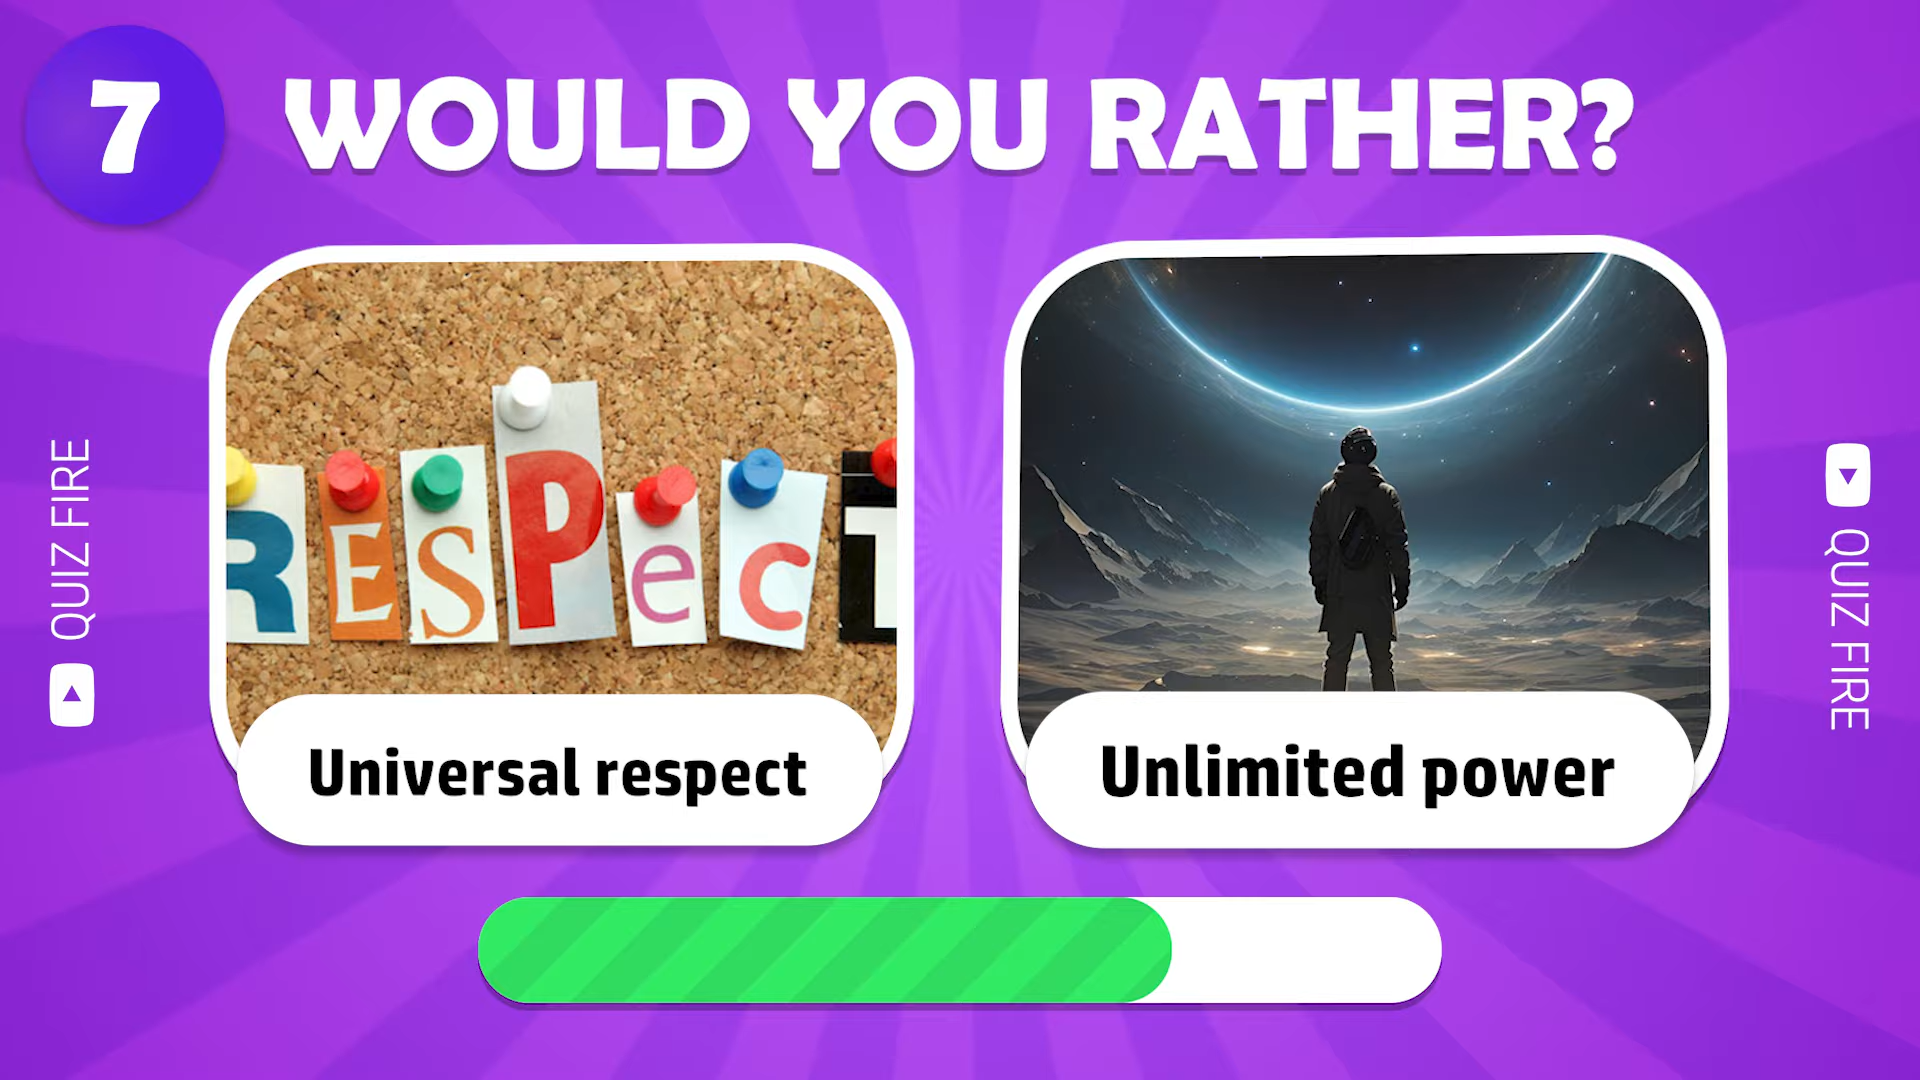 7
WOULD YOU RATHER?
QUIZ FIRE
RESPecT
Universal respect
Unlimited power
QUIZ FIRE